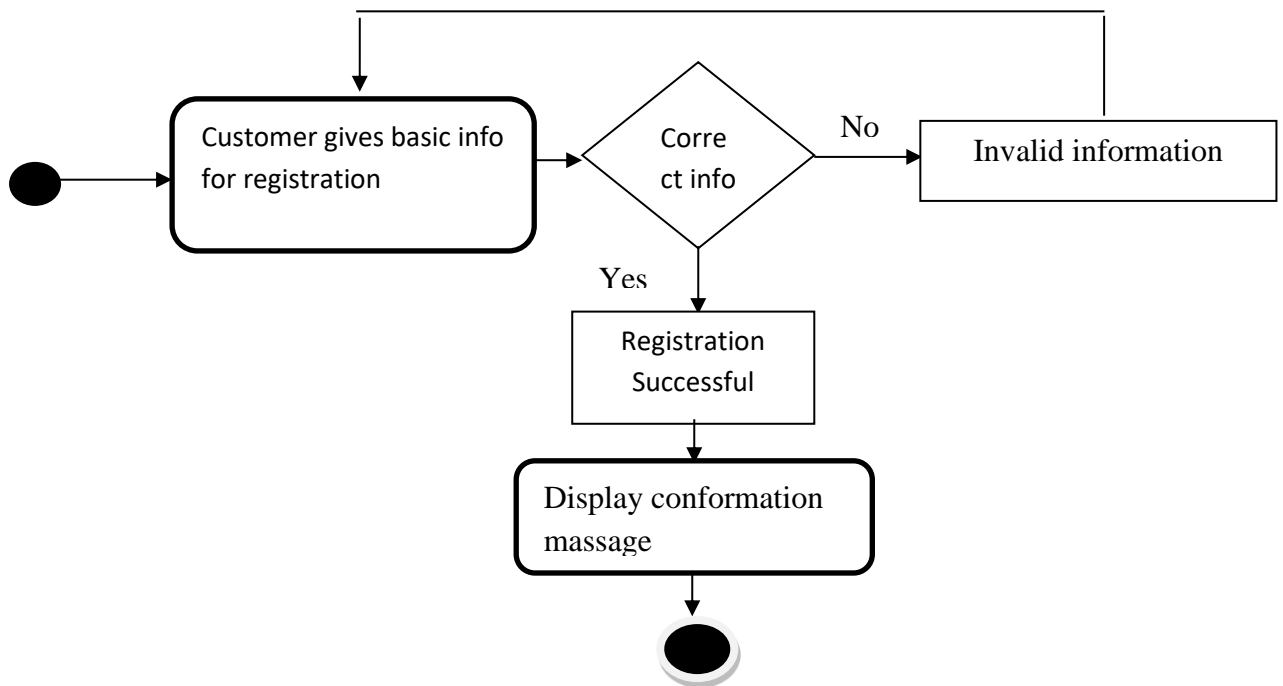 Customer gives basic info
for registration
Corre
ct info
No
Invalid information
Yes
Registration
Successful
Display conformation
massage